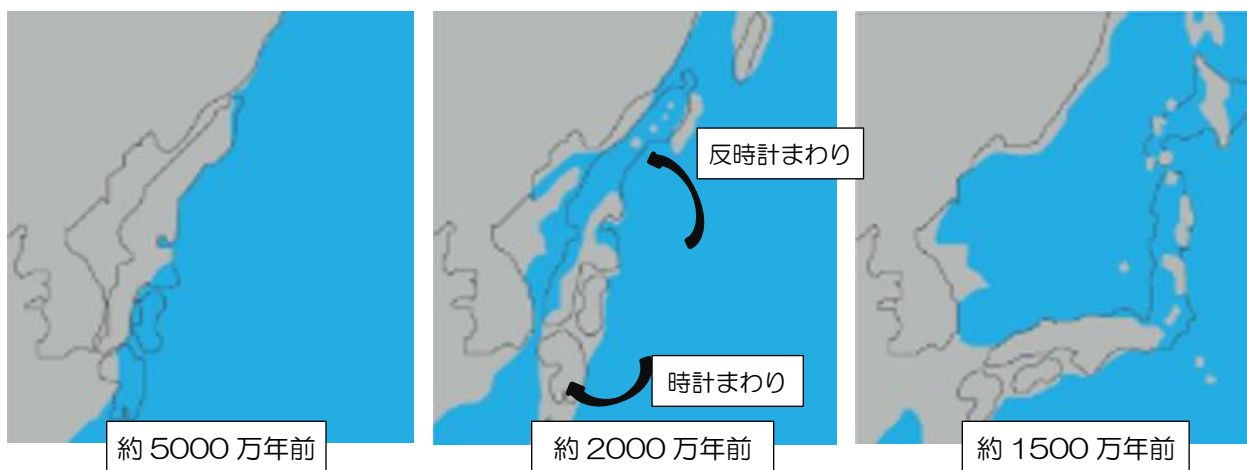 反時計まわり
時計まわり
約 5000 万年前
約 2000 万年前
約 1500 万年前